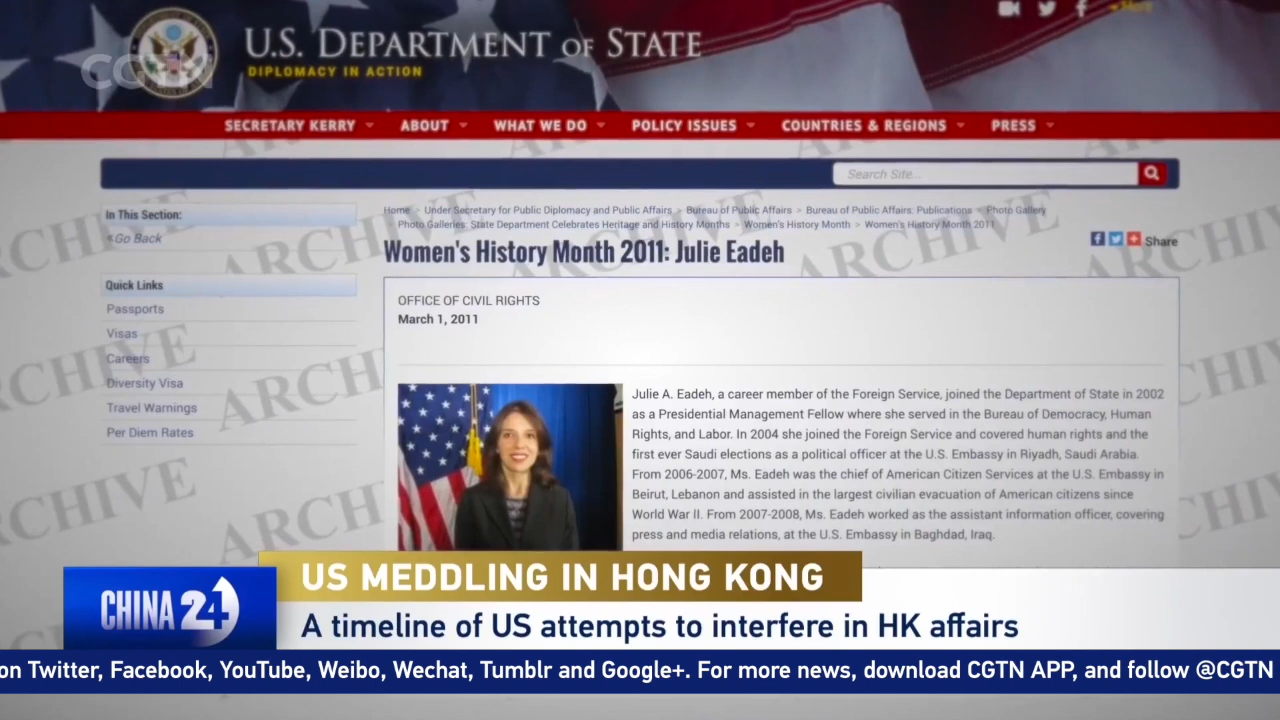 CGTN
U.S. DEPARTMENT OF STATE
DIPLOMACY IN ACTION
More
SECRETARY KERRY
ABOUT
WHAT WE DO
POLICY ISSUES
COUNTRIES & REGIONS
PRESS
Search Site...
In This Section:
«Go Back
Quick Links
Passports
Visas
Careers
Diversity Visa
Travel Warnings
Per Diem Rates
Home > Under Secretary for Public Diplomacy and Public Affairs > Bureau of Public Affairs > Bureau of Public Affairs: Publications > Photo Gallery
Photo Galleries: State Department Celebrates Heritage and History Months > Women's History Month > Women's History Month 2011
Women's History Month 2011: Julie Eadeh
Share
OFFICE OF CIVIL RIGHTS
March 1, 2011
Julie A. Eadeh, a career member of the Foreign Service, joined the Department of State in 2002
as a Presidential Management Fellow where she served in the Bureau of Democracy, Human
Rights, and Labor. In 2004 she joined the Foreign Service and covered human rights and the
first ever Saudi elections as a political officer at the U.S. Embassy in Riyadh, Saudi Arabia.
From 2006-2007, Ms. Eadeh was the chief of American Citizen Services at the U.S. Embassy in
Beirut, Lebanon and assisted in the largest civilian evacuation of American citizens since
World War II. From 2007-2008, Ms. Eadeh worked as the assistant information officer, covering
press and media relations, at the U.S. Embassy in Baghdad, Iraq.
ARCHIVE
ARCHIVE
ARCHIVE
ARCHIVE
ARCHIVE
US MEDDLING IN HONG KONG
CHINA 24
A timeline of US attempts to interfere in HK affairs
on Twitter, Facebook, YouTube, Weibo, Wechat, Tumblr and Google+. For more news, download CGTN APP, and follow @CGTN